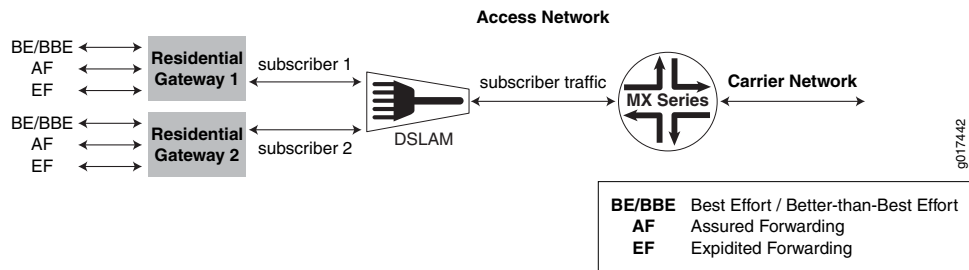 Access Network
BE/BBE
AF
EF
Residential
Gateway 1
subscriber 1
BE/BBE
AF
EF
Residential
Gateway 2
subscriber 2
DSLAM
subscriber traffic
MX Series
Carrier Network
g017442
BE/BBE Best Effort / Better-than-Best Effort
AF Assured Forwarding
EF Expidited Forwarding